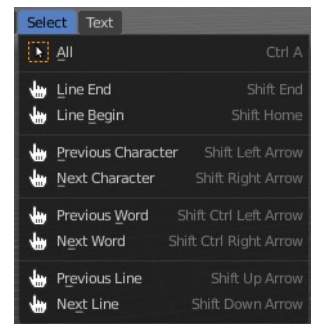 Select Text
All Ctrl A
Line End Shift End
Line Begin Shift Home
Previous Character Shift Left Arrow
Next Character Shift Right Arrow
Previous Word Shift Ctrl Left Arrow
Next Word Shift Ctrl Right Arrow
Previous Line Shift Up Arrow
Next Line Shift Down Arrow